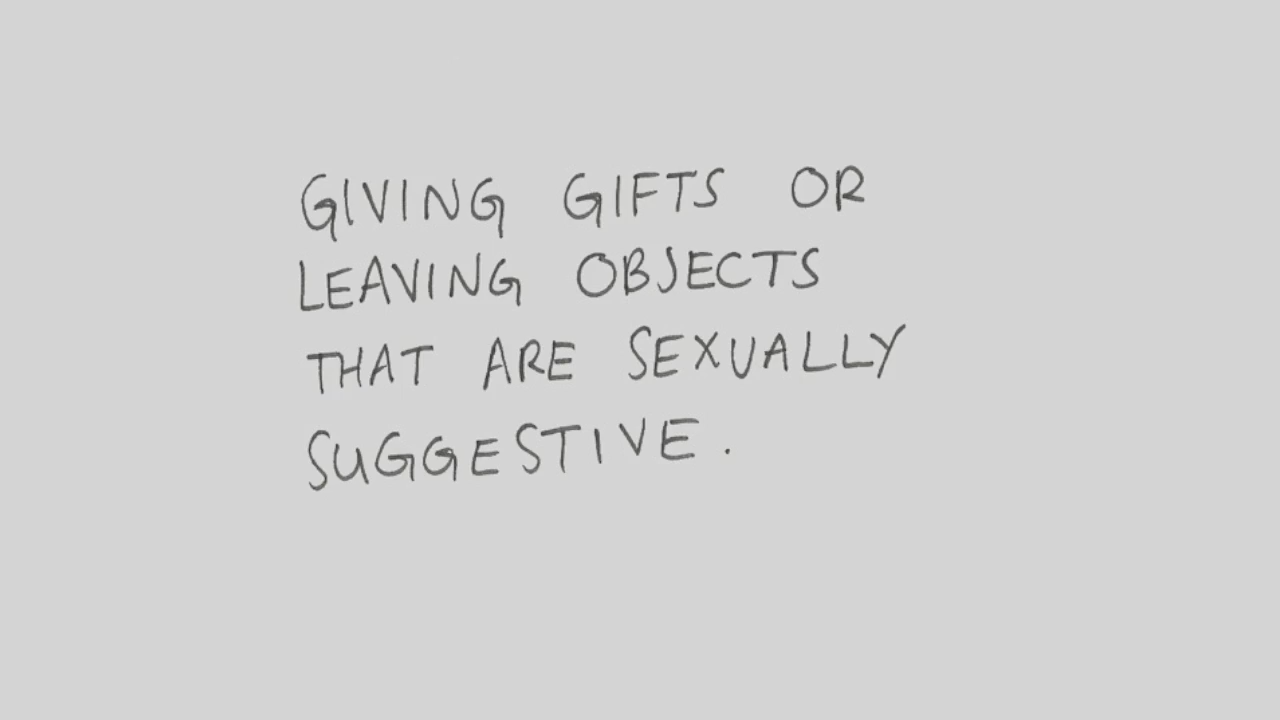 GIVING GIFTS OR
LEAVING OBJECTS
THAT ARE SEXUALLY
SUGGESTIVE.